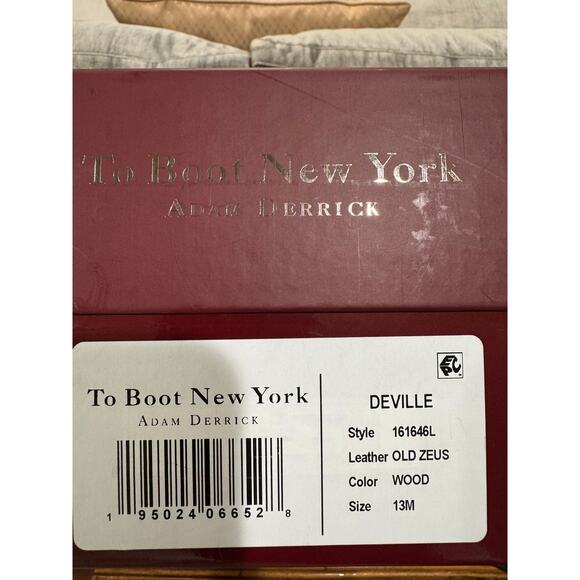 To Boot New York
ADAM DERRICK
To Boot New York
ADAM DERRICK
1 95024 06652 8
EPC
DEVILLE
Style 161646L
Leather OLD ZEUS
Color WOOD
Size 13M